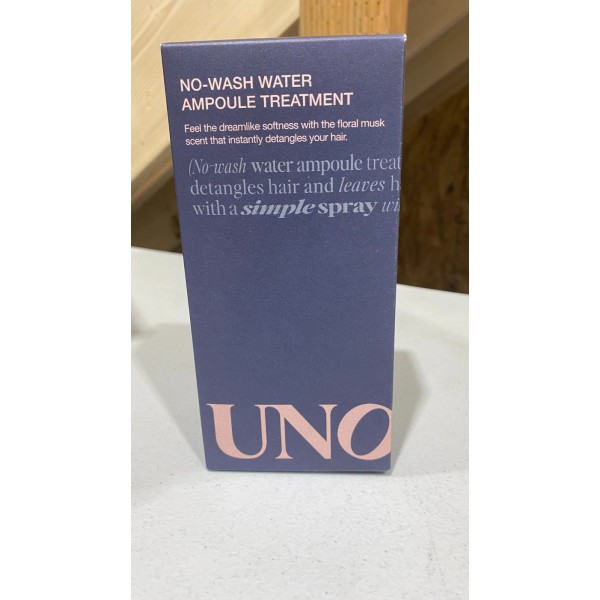 NO-WASH WATER
AMPOULE TREATMENT
Feel the dreamlike softness with the floral musk
scent that instantly detangles your hair.
(No-wash water ampoule treat
detangles hair and leaves h
with a simple spray wi
UNO